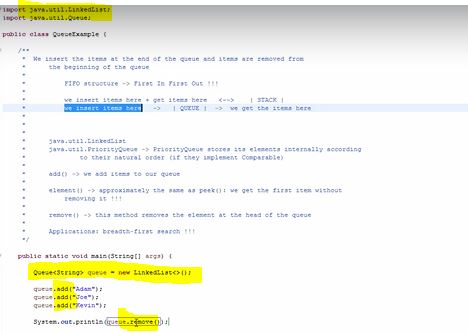 import java.util.LinkedList;
import java.util.Queue;
public class QueueExample {
/**
* We insert the items at the end of the queue and items are removed from
* the beginning of the queue
*
* FIFO structure -> First In First Out !!!
*
* we insert items here + get items here <--> | STACK |
* we insert items here -> | QUEUE | -> we get the items here
*
*
*
* java.util.LinkedList
* java.util.PriorityQueue -> PriorityQueue stores its elements internally according
* to their natural order (if they implement Comparable)
*
* add() -> we add items to our queue
*
* element() -> approximately the same as peek(): we get the first item without
* removing it !!!
*
* remove() -> this method removes the element at the head of the queue
*
* Applications: breadth-first search !!!
*/
public static void main(String[] args) {
Queue<String> queue = new LinkedList<>();
queue.add("Adam");
queue.add("Joe");
queue.add("Kevin");
System.out.println(queue.remove());